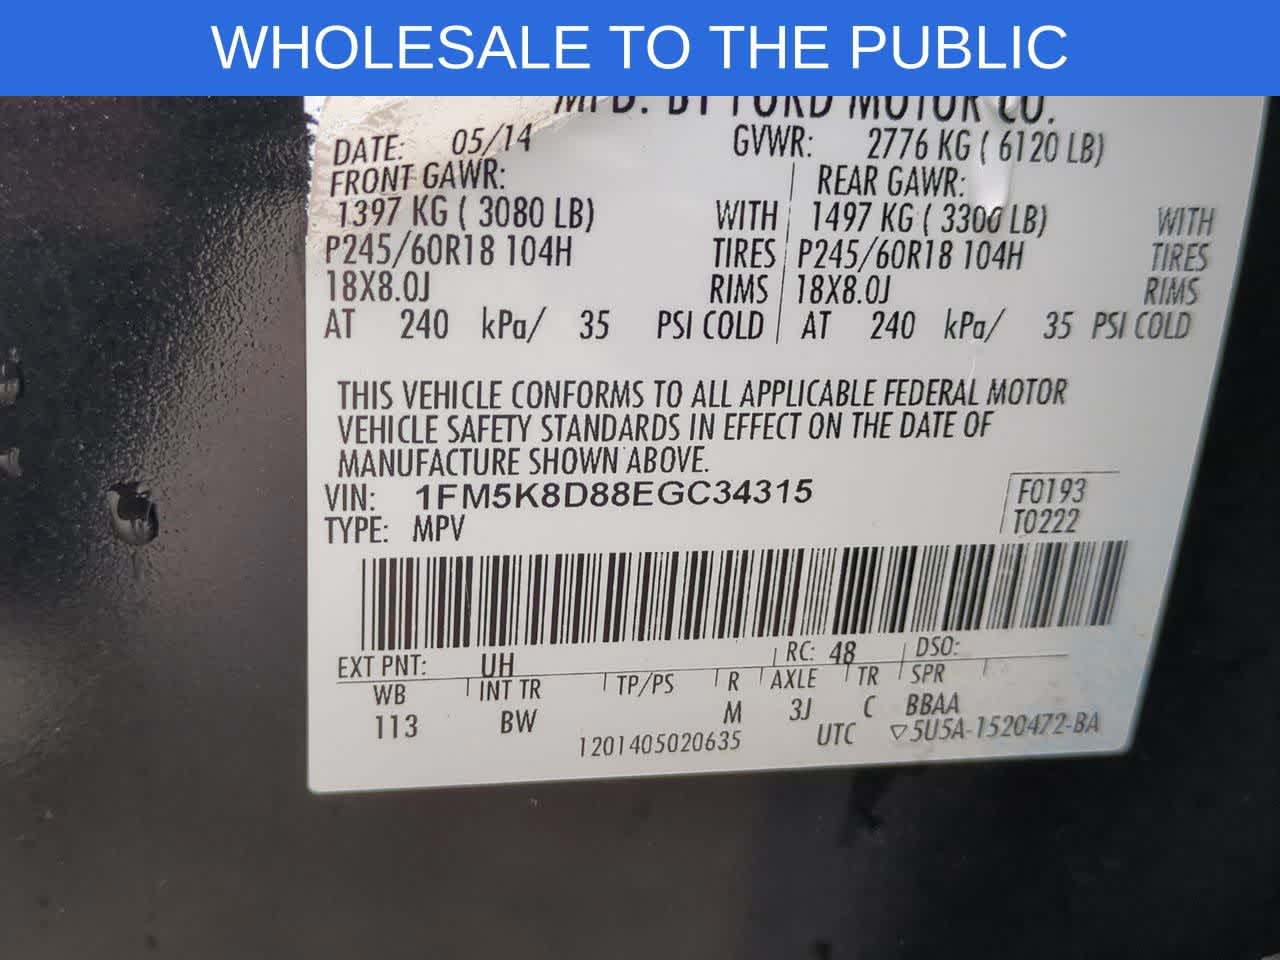 WHOLESALE TO THE PUBLIC
MFD. BY FORD MOTOR CO.
DATE: 05/14 GVWR: 2776 KG ( 6120 LB)
FRONT GAWR: REAR GAWR:
1397 KG ( 3080 LB) WITH 1497 KG ( 3300 LB) WITH
P245/60R18 104H TIRES P245/60R18 104H TIRES
18X8.0J RIMS 18X8.0J RIMS
AT 240 kPa/ 35 PSI COLD AT 240 kPa/ 35 PSI COLD
THIS VEHICLE CONFORMS TO ALL APPLICABLE FEDERAL MOTOR
VEHICLE SAFETY STANDARDS IN EFFECT ON THE DATE OF
MANUFACTURE SHOWN ABOVE.
VIN: 1FM5K8D88EGC34315 F0193
TYPE: MPV T0222
EXT PNT: UH RC: 48 DSO:
WB INT TR TP/PS R AXLE TR SPR
113 BW M 3J C BBAA
1201405020635 UTC ▽5U5A-1520472-BA